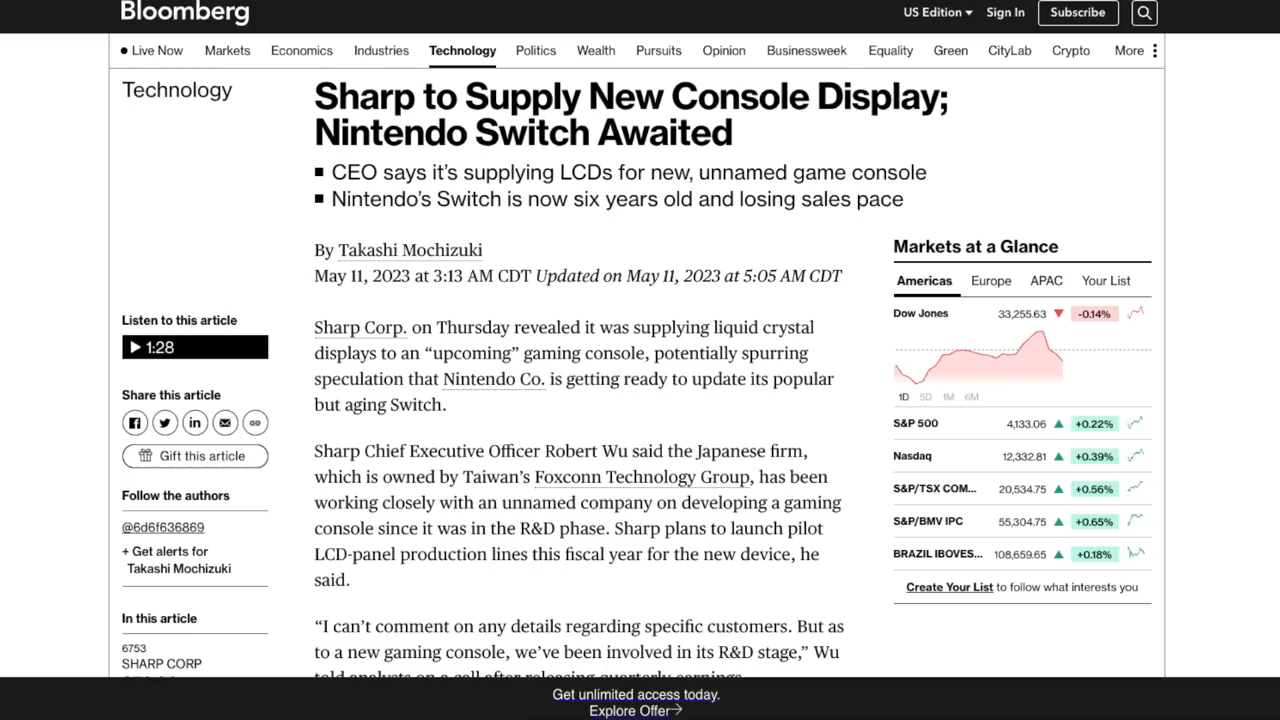 Bloomberg
US Edition
Sign In
Subscribe
Live Now
Markets
Economics
Industries
Technology
Politics
Wealth
Pursuits
Opinion
Businessweek
Equality
Green
CityLab
Crypto
More
Technology
Sharp to Supply New Console Display;
Nintendo Switch Awaited
CEO says it's supplying LCDs for new, unnamed game console
Nintendo's Switch is now six years old and losing sales pace
By Takashi Mochizuki
May 11, 2023 at 3:13 AM CDT Updated on May 11, 2023 at 5:05 AM CDT
Listen to this article
1:28
Share this article
Gift this article
Follow the authors
@6d6f636869
+ Get alerts for
Takashi Mochizuki
In this article
6753
SHARP CORP
Sharp Corp. on Thursday revealed it was supplying liquid crystal
displays to an “upcoming” gaming console, potentially spurring
speculation that Nintendo Co. is getting ready to update its popular
but aging Switch.
Sharp Chief Executive Officer Robert Wu said the Japanese firm,
which is owned by Taiwan's Foxconn Technology Group, has been
working closely with an unnamed company on developing a gaming
console since it was in the R&D phase. Sharp plans to launch pilot
LCD-panel production lines this fiscal year for the new device, he
said.
“I can't comment on any details regarding specific customers. But as
to a new gaming console, we've been involved in its R&D stage,” Wu
told analysts on a call after releasing quarterly earnings.
Markets at a Glance
Americas
Europe
APAC
Your List
Dow Jones 33,255.63 -0.14%
1D 5D 1M 6M
S&P 500 4,133.06 +0.22%
Nasdaq 12,332.81 +0.39%
S&P/TSX COM... 20,534.75 +0.56%
S&P/BMV IPC 55,304.75 +0.65%
BRAZIL IBOVES... 108,659.65 +0.18%
Create Your List to follow what interests you
Get unlimited access today.
Explore Offer